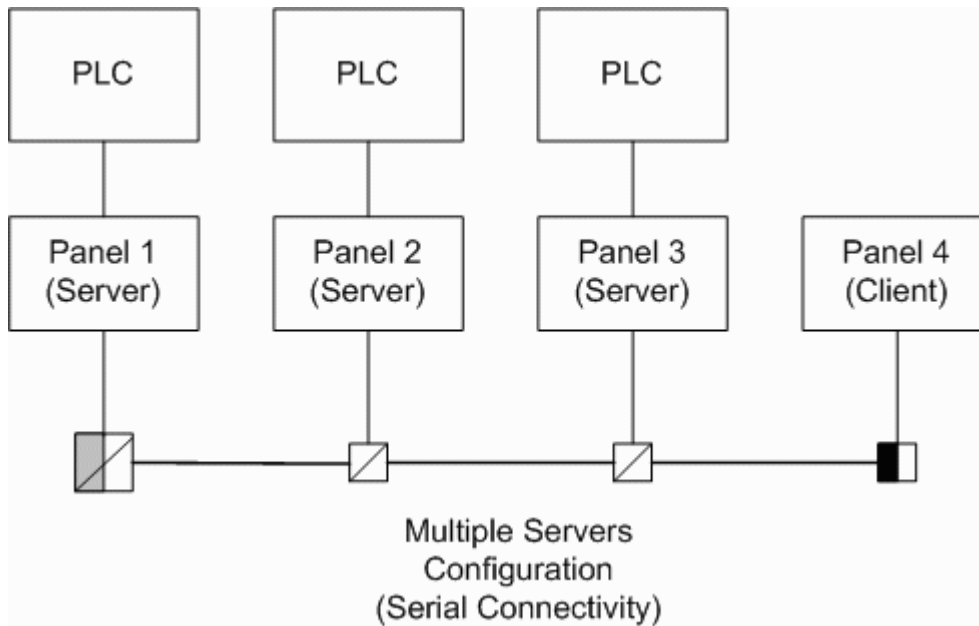 PLC
PLC
PLC
Panel 1
(Server)
Panel 2
(Server)
Panel 3
(Server)
Panel 4
(Client)
Multiple Servers
Configuration
(Serial Connectivity)